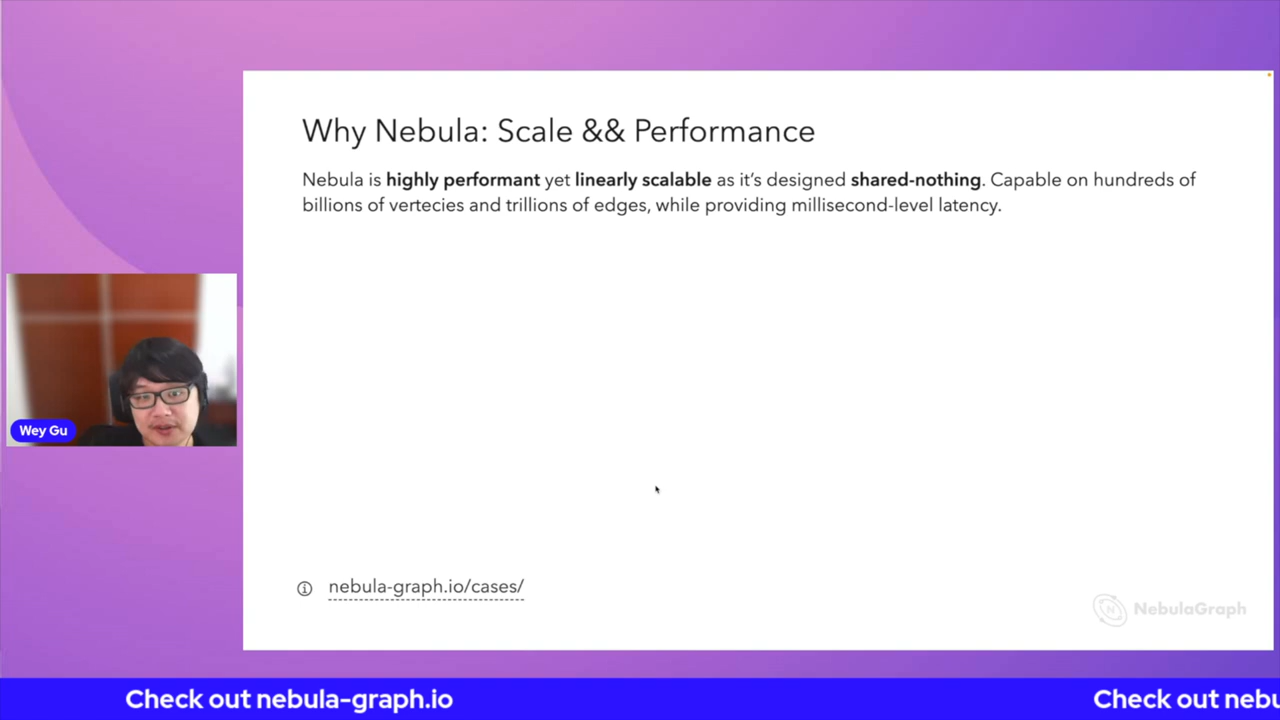 Why Nebula: Scale && Performance
Nebula is highly performant yet linearly scalable as it’s designed shared-nothing. Capable on hundreds of
billions of vertecies and trillions of edges, while providing millisecond-level latency.
Wey Gu
nebula-graph.io/cases/
N NebulaGraph
Check out nebula-graph.io
Check out nebu